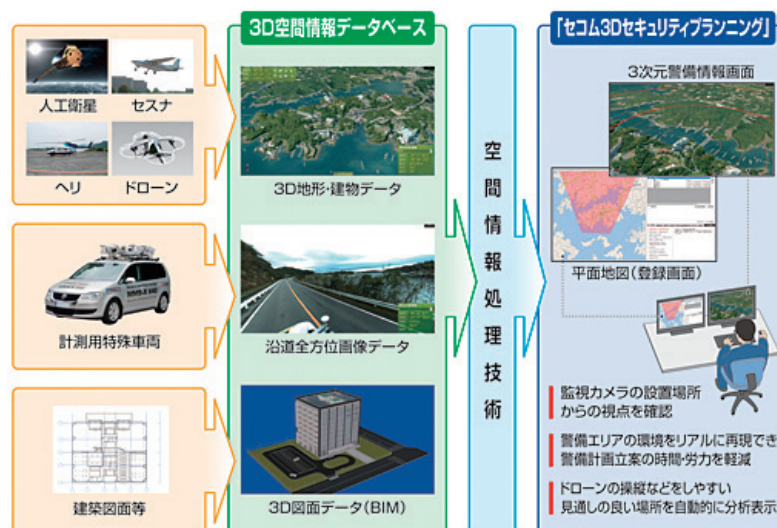 3D空間情報データベース
「セコム3Dセキュリティプランニング」
人工衛星
セスナ
ヘリ
ドローン
3D地形・建物データ
計測用特殊車両
沿道全方位画像データ
建築図面等
3D図面データ(BIM)
空間情報処理技術
3次元警備情報画面
平面地図(登録画面)
監視カメラの設置場所
からの視点を確認
警備エリアの環境をリアルに再現でき
警備計画立案の時間・労力を軽減
ドローンの操縦などをしやすい
見通しの良い場所を自動的に分析表示